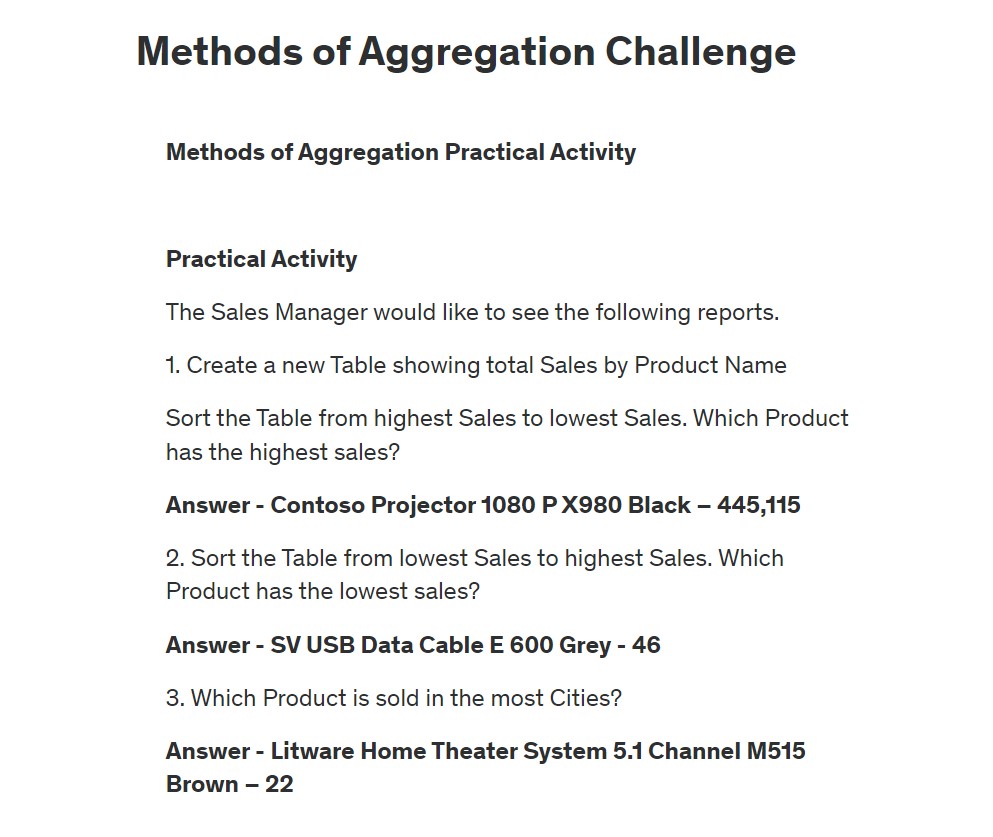 Methods of Aggregation Challenge
Methods of Aggregation Practical Activity
Practical Activity
The Sales Manager would like to see the following reports.
1. Create a new Table showing total Sales by Product Name
Sort the Table from highest Sales to lowest Sales. Which Product
has the highest sales?
Answer - Contoso Projector 1080 P X980 Black – 445,115
2. Sort the Table from lowest Sales to highest Sales. Which
Product has the lowest sales?
Answer - SV USB Data Cable E 600 Grey - 46
3. Which Product is sold in the most Cities?
Answer - Litware Home Theater System 5.1 Channel M515
Brown – 22